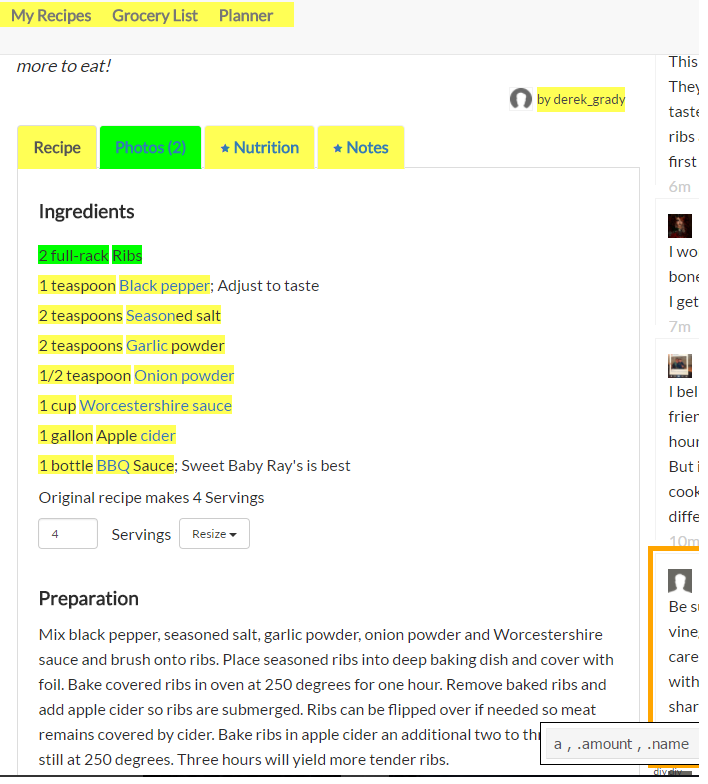 My Recipes Grocery List Planner
more to eat!
by derek_grady
Recipe Photos (2) ★ Nutrition ★ Notes
Ingredients
2 full-rack Ribs
1 teaspoon Black pepper; Adjust to taste
2 teaspoons Seasoned salt
2 teaspoons Garlic powder
1/2 teaspoon Onion powder
1 cup Worcestershire sauce
1 gallon Apple cider
1 bottle BBQ Sauce; Sweet Baby Ray's is best
Original recipe makes 4 Servings
4 Servings Resize
Preparation
Mix black pepper, seasoned salt, garlic powder, onion powder and Worcestershire
sauce and brush onto ribs. Place seasoned ribs into deep baking dish and cover with
foil. Bake covered ribs in oven at 250 degrees for one hour. Remove baked ribs and
add apple cider so ribs are submerged. Ribs can be flipped over if needed so meat
remains covered by cider. Bake ribs in apple cider an additional two to
still at 250 degrees. Three hours will yield more tender ribs.
This
They
taste
ribs
first
6m
I wo
bone
I get
7m
I bel
frien
hour
But i
cook
diffe
10m
Be su
vine
care
with
shar
a , .amount , .name